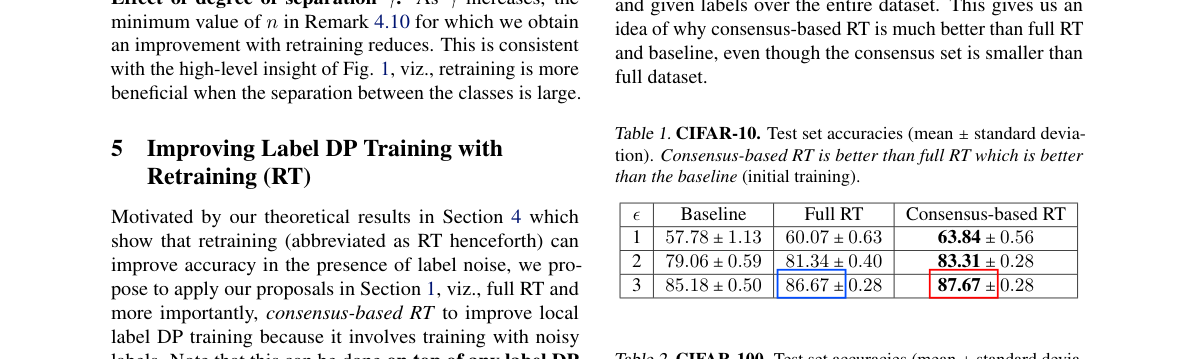 minimum value of n in Remark 4.10 for which we obtain
an improvement with retraining reduces. This is consistent
with the high-level insight of Fig. 1, viz., retraining is more
beneficial when the separation between the classes is large.
5 Improving Label DP Training with
Retraining (RT)
Motivated by our theoretical results in Section 4 which
show that retraining (abbreviated as RT henceforth) can
improve accuracy in the presence of label noise, we pro-
pose to apply our proposals in Section 1, viz., full RT and
more importantly, consensus-based RT to improve local
label DP training because it involves training with noisy
and given labels over the entire dataset. This gives us an
idea of why consensus-based RT is much better than full RT
and baseline, even though the consensus set is smaller than
full dataset.
Table 1. CIFAR-10. Test set accuracies (mean ± standard devia-
tion). Consensus-based RT is better than full RT which is better
than the baseline (initial training).
ϵ Baseline Full RT Consensus-based RT
1 57.78 ± 1.13 60.07 ± 0.63 63.84 ± 0.56
2 79.06 ± 0.59 81.34 ± 0.40 83.31 ± 0.28
3 85.18 ± 0.50 86.67 ± 0.28 87.67 ± 0.28